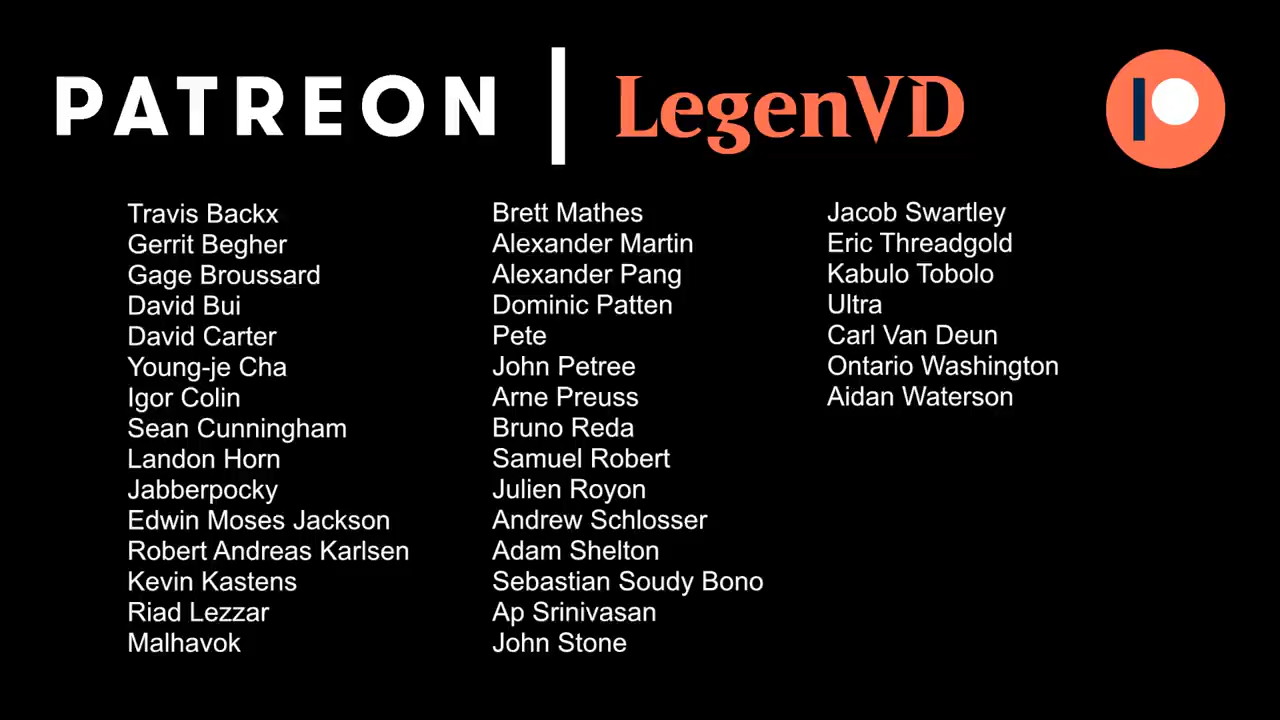 PATREON | LegenVD
Travis Backx
Gerrit Begher
Gage Broussard
David Bui
David Carter
Young-je Cha
Igor Colin
Sean Cunningham
Landon Horn
Jabberpocky
Edwin Moses Jackson
Robert Andreas Karlsen
Kevin Kastens
Riad Lezzar
Malhavok
Brett Mathes
Alexander Martin
Alexander Pang
Dominic Patten
Pete
John Petree
Arne Preuss
Bruno Reda
Samuel Robert
Julien Royon
Andrew Schlosser
Adam Shelton
Sebastian Soudy Bono
Ap Srinivasan
John Stone
Jacob Swartley
Eric Threadgold
Kabulo Tobolo
Ultra
Carl Van Deun
Ontario Washington
Aidan Waterson